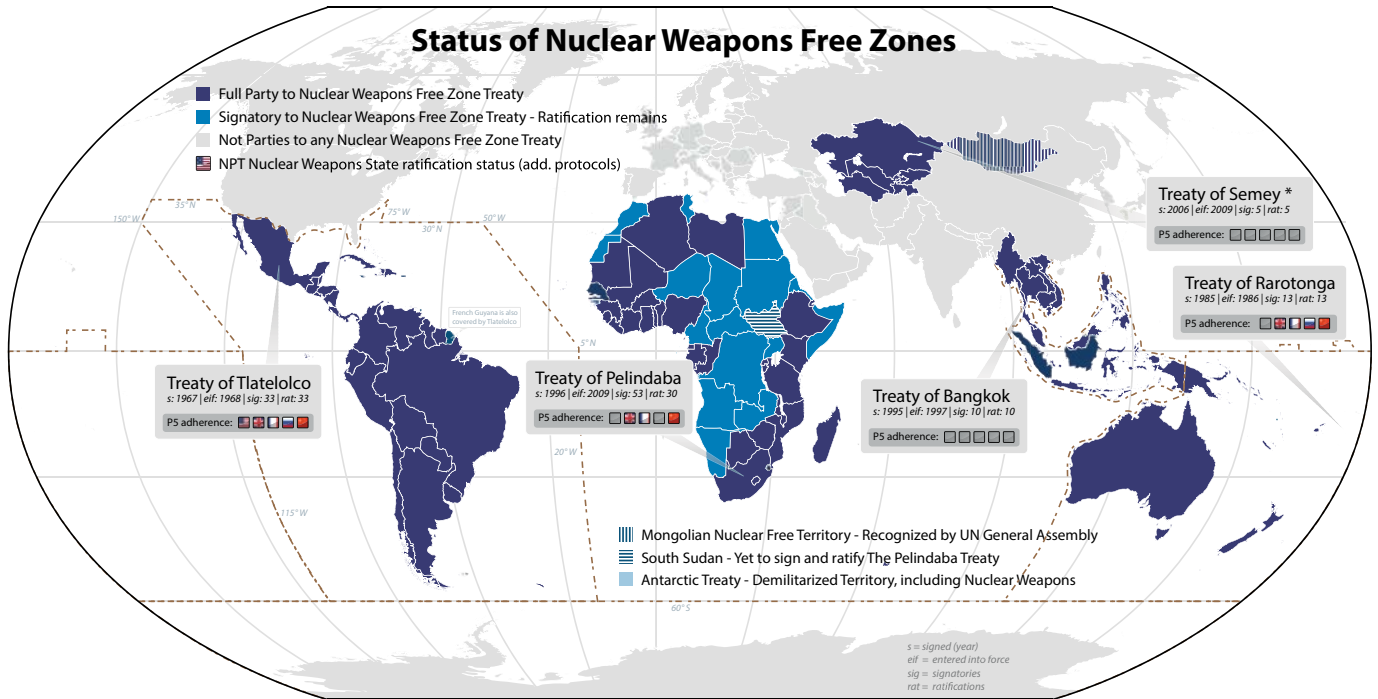 Status of Nuclear Weapons Free Zones
Full Party to Nuclear Weapons Free Zone Treaty
Signatory to Nuclear Weapons Free Zone Treaty - Ratification remains
Not Parties to any Nuclear Weapons Free Zone Treaty
NPT Nuclear Weapons State ratification status (add. protocols)
150° W
35° N
75° W
30° N
50° W
Treaty of Semey *
s: 2006 | eif: 2009 | sig: 5 | rat: 5
P5 adherence:
Treaty of Rarotonga
s: 1985 | eif: 1986 | sig: 13 | rat: 13
P5 adherence:
French Guyana is also
covered by Tlatelolco
5° N
Treaty of Tlatelolco
s: 1967 | eif: 1968 | sig: 33 | rat: 33
P5 adherence:
Treaty of Pelindaba
s: 1996 | eif: 2009 | sig: 53 | rat: 30
P5 adherence:
Treaty of Bangkok
s: 1995 | eif: 1997 | sig: 10 | rat: 10
P5 adherence:
20° W
115° W
Mongolian Nuclear Free Territory - Recognized by UN General Assembly
South Sudan - Yet to sign and ratify The Pelindaba Treaty
Antarctic Treaty - Demilitarized Territory, including Nuclear Weapons
60° S
s = signed (year)
eif = entered into force
sig = signatories
rat = ratifications